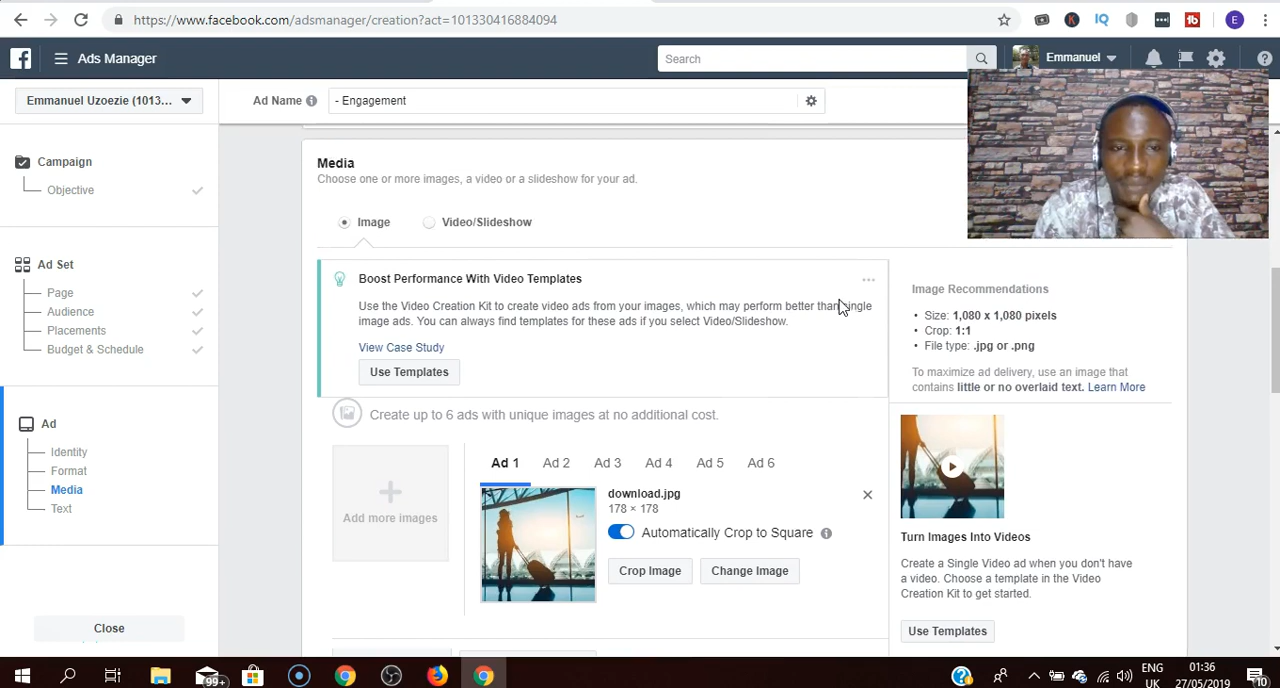 https://www.facebook.com/adsmanager/creation?act=101330416884094
E
Ads Manager
Search
Emmanuel
Emmanuel Uzoezie (1013...
Ad Name
- Engagement
Campaign
Objective
Ad Set
Page
Audience
Placements
Budget & Schedule
Ad
Identity
Format
Media
Text
Close
Media
Choose one or more images, a video or a slideshow for your ad.
Image
Video/Slideshow
Boost Performance With Video Templates
Use the Video Creation Kit to create video ads from your images, which may perform better than single
image ads. You can always find templates for these ads if you select Video/Slideshow.
View Case Study
Use Templates
Create up to 6 ads with unique images at no additional cost.
Add more images
Ad 1 Ad 2 Ad 3 Ad 4 Ad 5 Ad 6
download.jpg
178 × 178
Automatically Crop to Square
Crop Image
Change Image
Image Recommendations
• Size: 1,080 x 1,080 pixels
• Crop: 1:1
• File type: .jpg or .png
To maximize ad delivery, use an image that
contains little or no overlaid text. Learn More
Turn Images Into Videos
Create a Single Video ad when you don't have
a video. Choose a template in the Video
Creation Kit to get started.
Use Templates
99+
ENG
UK
01:36
27/05/2019
10